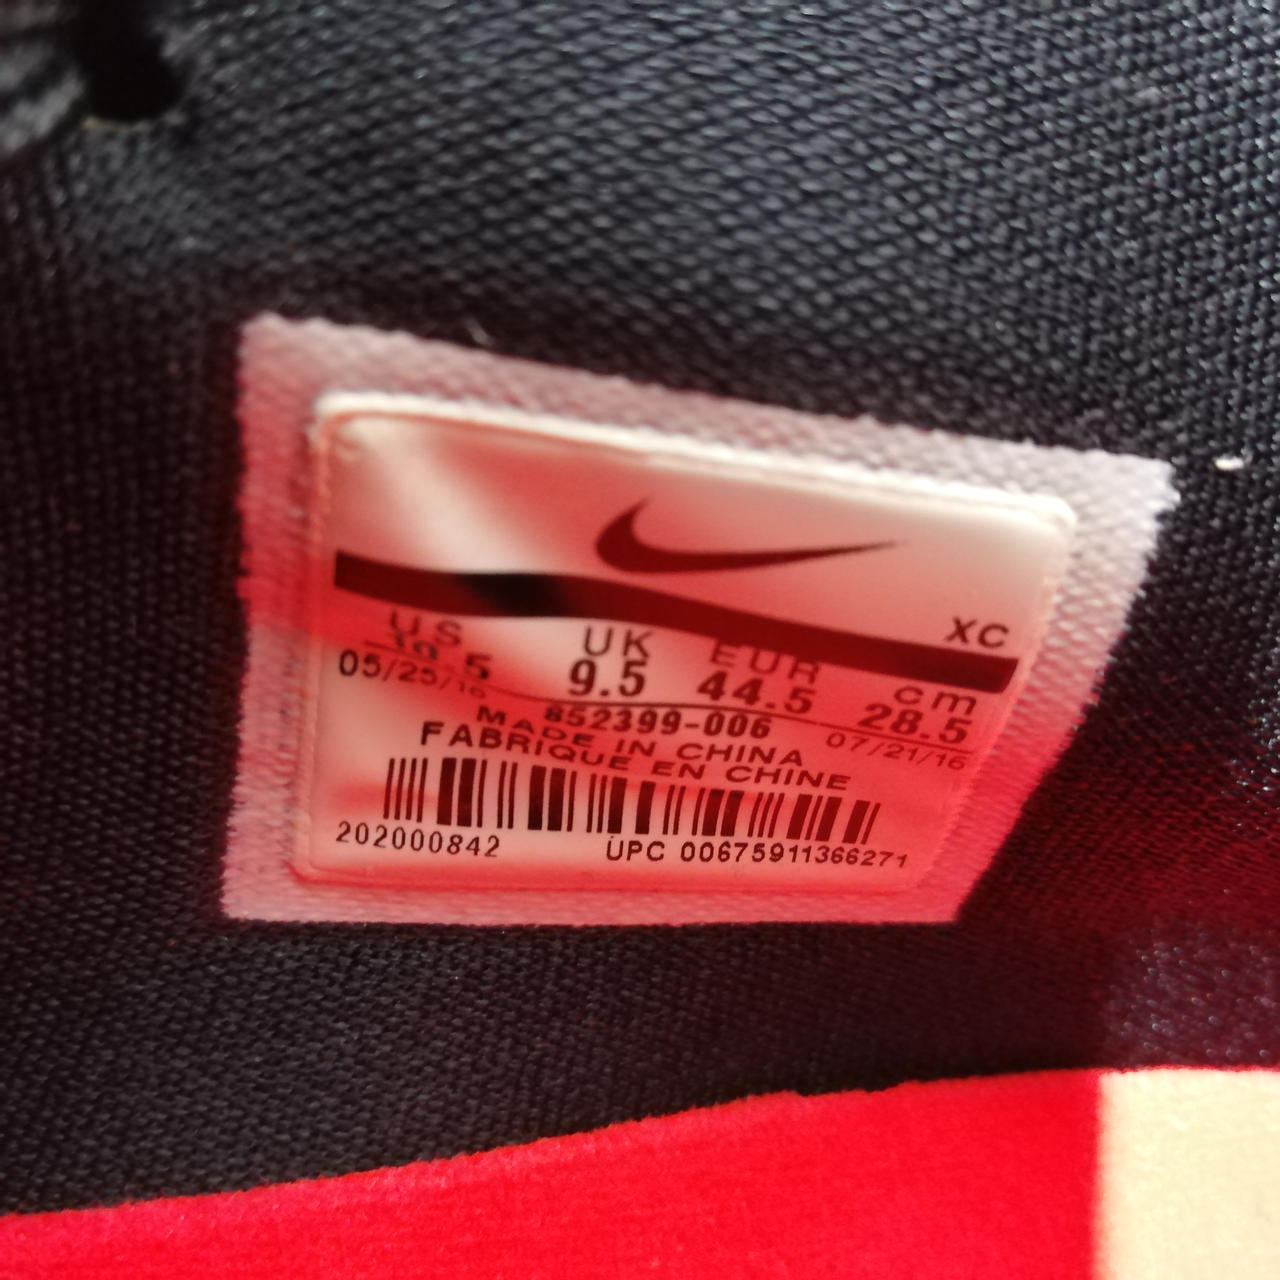 XC
US UK EUR cm
10.5 9.5 44.5 28.5
05/25/16 852399-006 07/21/16
MADE IN CHINA
FABRIQUE EN CHINE
202000842 UPC 00675911366271